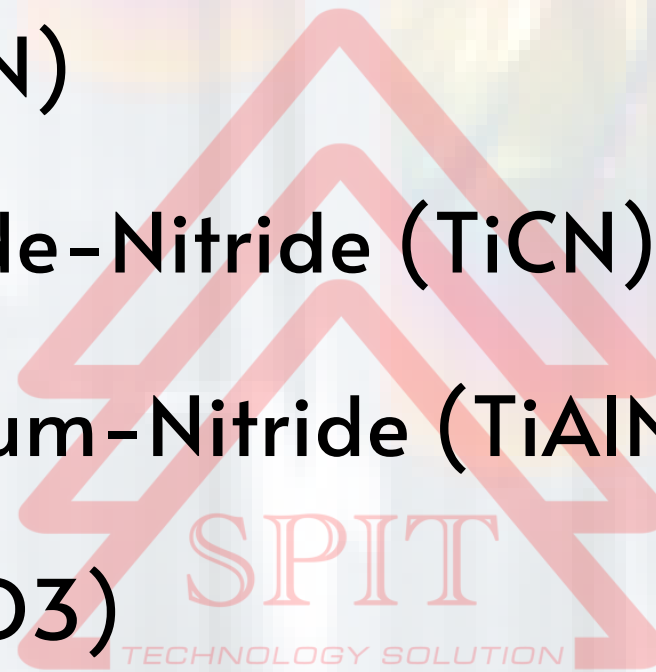 N)
de-Nitride (TiCN)
um-Nitride (TiAlN
O3)
SPIT
TECHNOLOGY SOLUTION